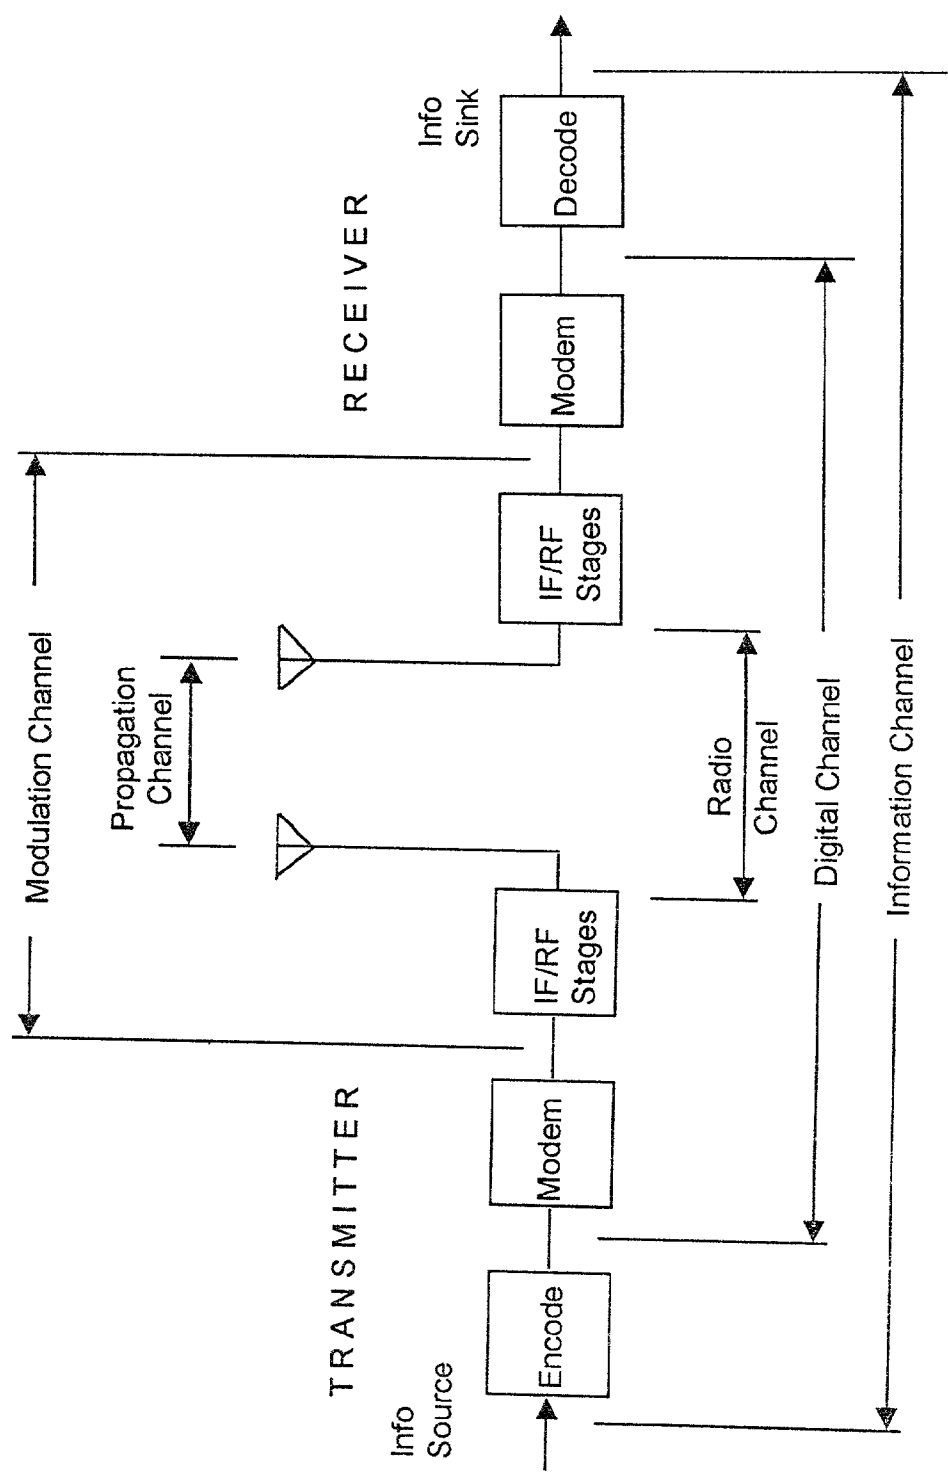 Modulation Channel
Propagation
Channel
TRANSMITTER
RECEIVER
Info
Source
Info
Sink
Encode
Modem
IF/RF
Stages
IF/RF
Stages
Modem
Decode
Radio
Channel
Digital Channel
Information Channel